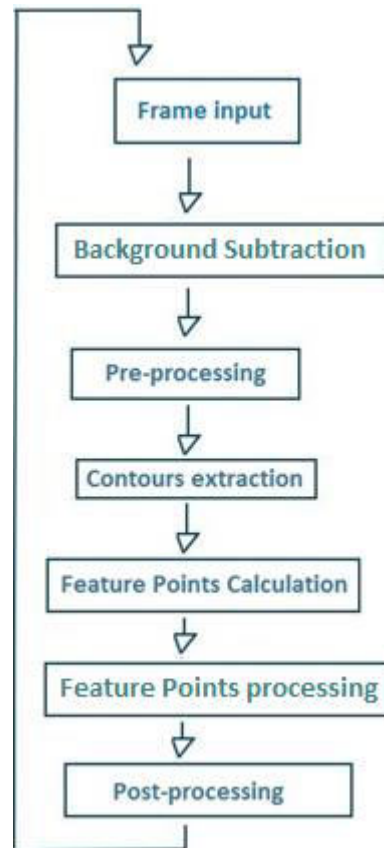 Frame input
Background Subtraction
Pre-processing
Contours extraction
Feature Points Calculation
Feature Points processing
Post-processing